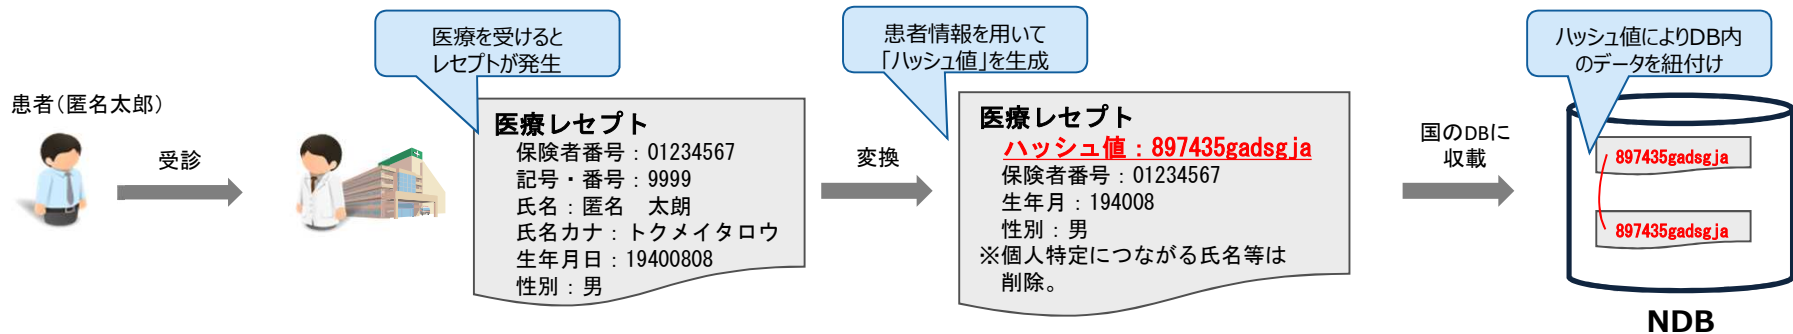 患者（匿名太郎）
受診
医療を受けると
レセプトが発生
医療レセプト
保険者番号：01234567
記号・番号：9999
氏名：匿名　太朗
氏名カナ：トクメイタロウ
生年月日：19400808
性別：男
変換
患者情報を用いて
「ハッシュ値」を生成
医療レセプト
ハッシュ値：897435gadsgja
保険者番号：01234567
生年月：194008
性別：男
※個人特定につながる氏名等は
削除。
国のDBに
収載
ハッシュ値によりDB内
のデータを紐付け
897435gadsgja
897435gadsgja
NDB